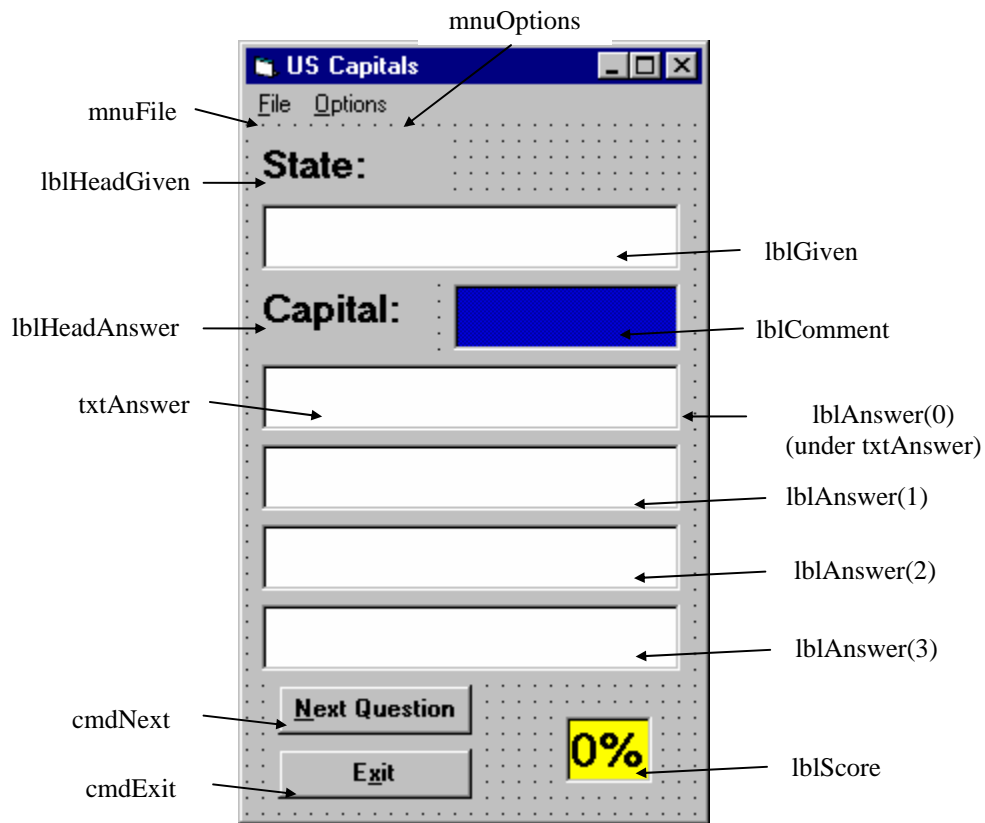 mnuOptions
US Capitals
File Options
mnuFile
State:
lblHeadGiven
lblGiven
Capital:
lblHeadAnswer
lblComment
txtAnswer
lblAnswer(0)
(under txtAnswer)
lblAnswer(1)
lblAnswer(2)
lblAnswer(3)
Next Question
cmdNext
0%
lblScore
Exit
cmdExit